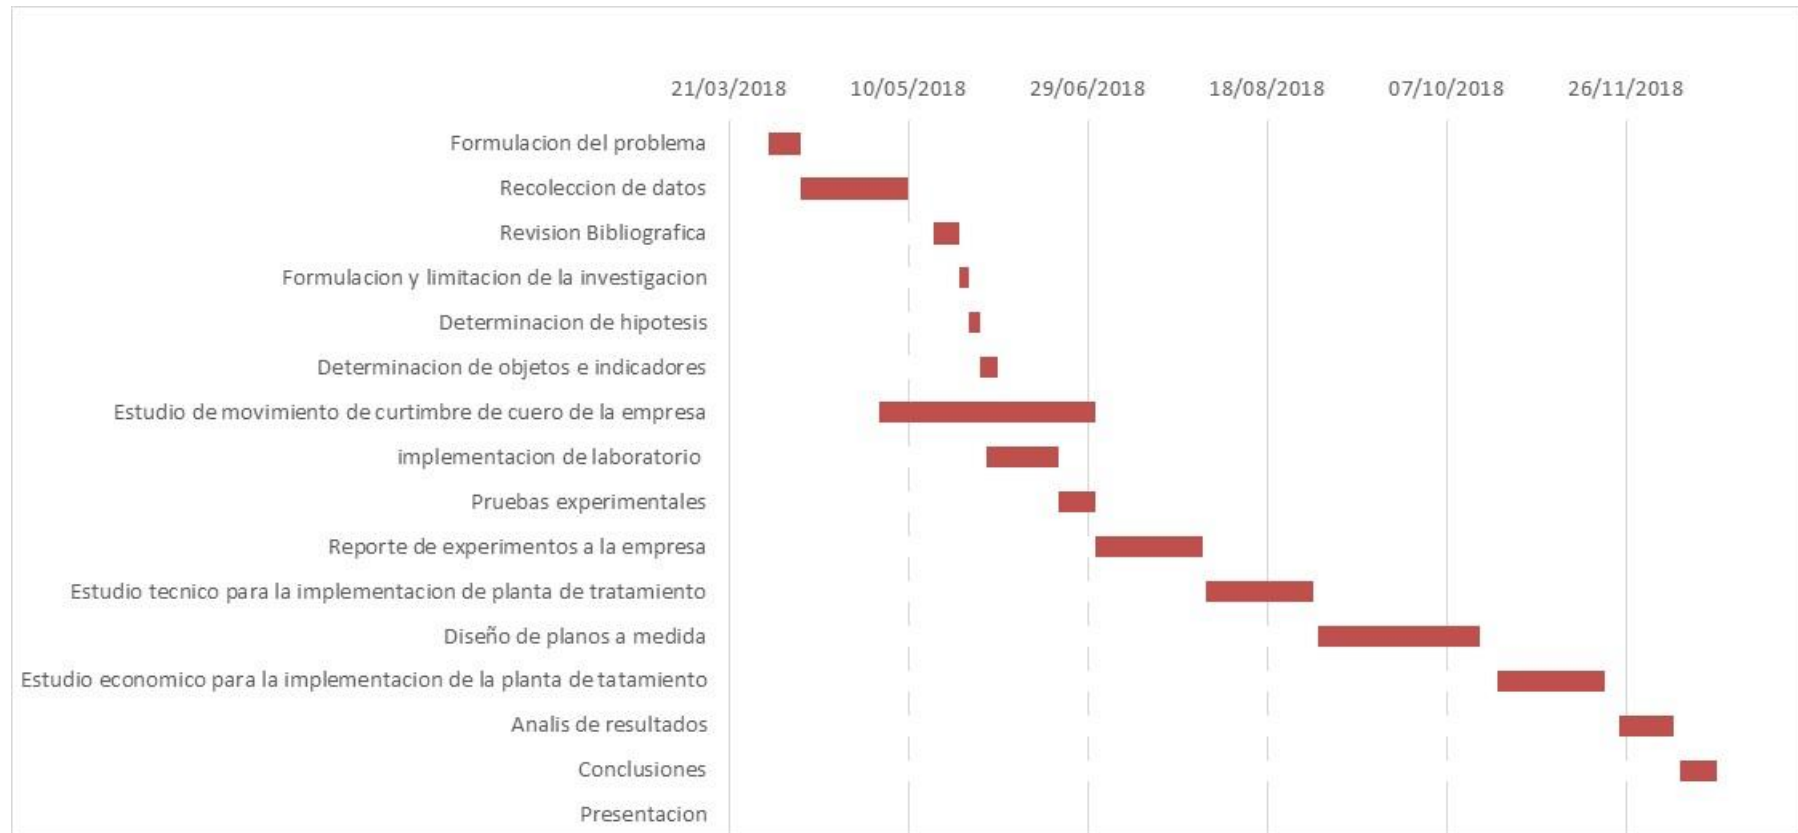 21/03/2018 10/05/2018 29/06/2018 18/08/2018 07/10/2018 26/11/2018
Formulacion del problema
Recoleccion de datos
Revision Bibliografica
Formulacion y limitacion de la investigacion
Determinacion de hipotesis
Determinacion de objetos e indicadores
Estudio de movimiento de curtimbre de cuero de la empresa
implementacion de laboratorio
Pruebas experimentales
Reporte de experimentos a la empresa
Estudio tecnico para la implementacion de planta de tratamiento
Diseño de planos a medida
Estudio economico para la implementacion de la planta de tatamiento
Analis de resultados
Conclusiones
Presentacion